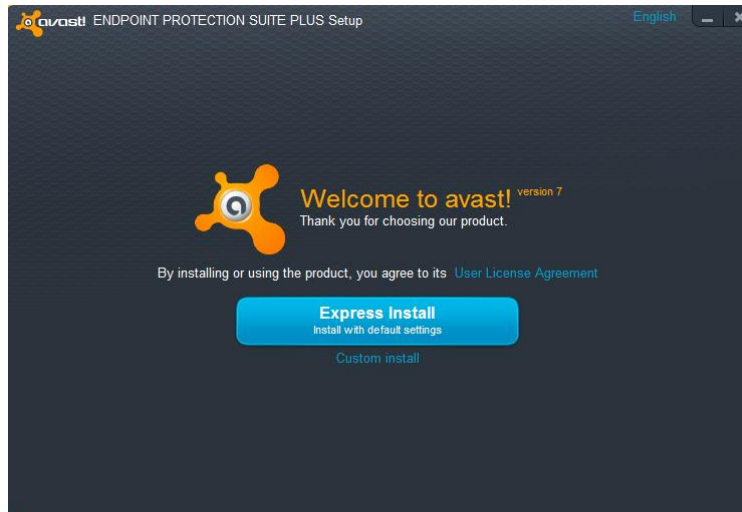 avast! ENDPOINT PROTECTION SUITE PLUS Setup English
Welcome to avast! version 7
Thank you for choosing our product.
By installing or using the product, you agree to its User License Agreement
Express Install
Install with default settings
Custom install